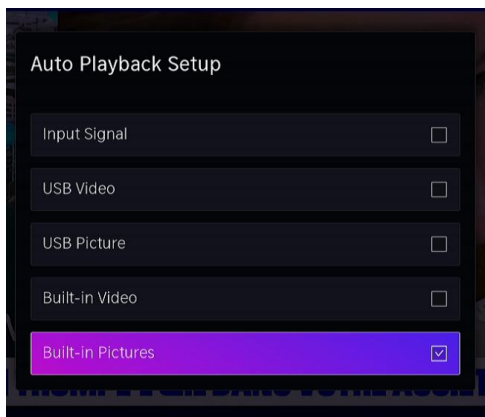 Auto Playback Setup
Input Signal
USB Video
USB Picture
Built-in Video
Built-in Pictures